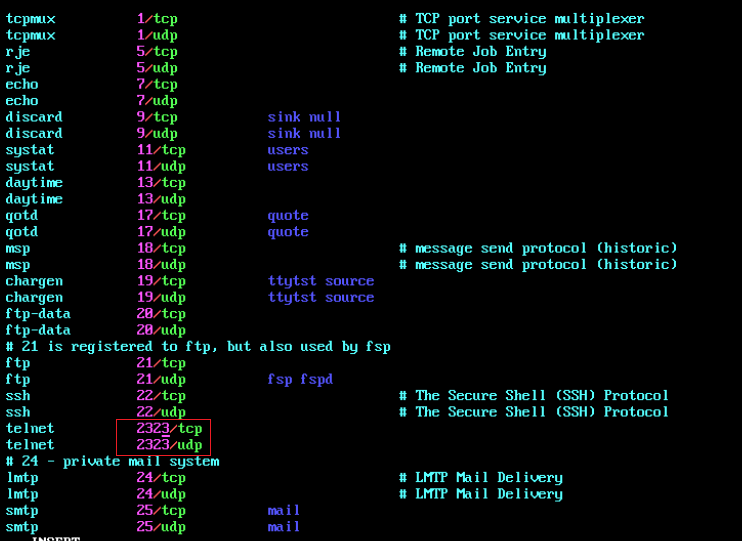 tcpmux 1/tcp # TCP port service multiplexer
tcpmux 1/udp # TCP port service multiplexer
rje 5/tcp # Remote Job Entry
rje 5/udp # Remote Job Entry
echo 7/tcp
echo 7/udp
discard 9/tcp sink null
discard 9/udp sink null
systat 11/tcp users
systat 11/udp users
daytime 13/tcp
daytime 13/udp
qotd 17/tcp quote
qotd 17/udp quote
msp 18/tcp # message send protocol (historic)
msp 18/udp # message send protocol (historic)
chargen 19/tcp ttytst source
chargen 19/udp ttytst source
ftp-data 20/tcp
ftp-data 20/udp
# 21 is registered to ftp, but also used by fsp
ftp 21/tcp
ftp 21/udp fsp fspd
ssh 22/tcp # The Secure Shell (SSH) Protocol
ssh 22/udp # The Secure Shell (SSH) Protocol
telnet 2323/tcp
telnet 2323/udp
# 24 - private mail system
lmtp 24/tcp # LMTP Mail Delivery
lmtp 24/udp # LMTP Mail Delivery
smtp 25/tcp mail
smtp 25/udp mail
-- INSERT --